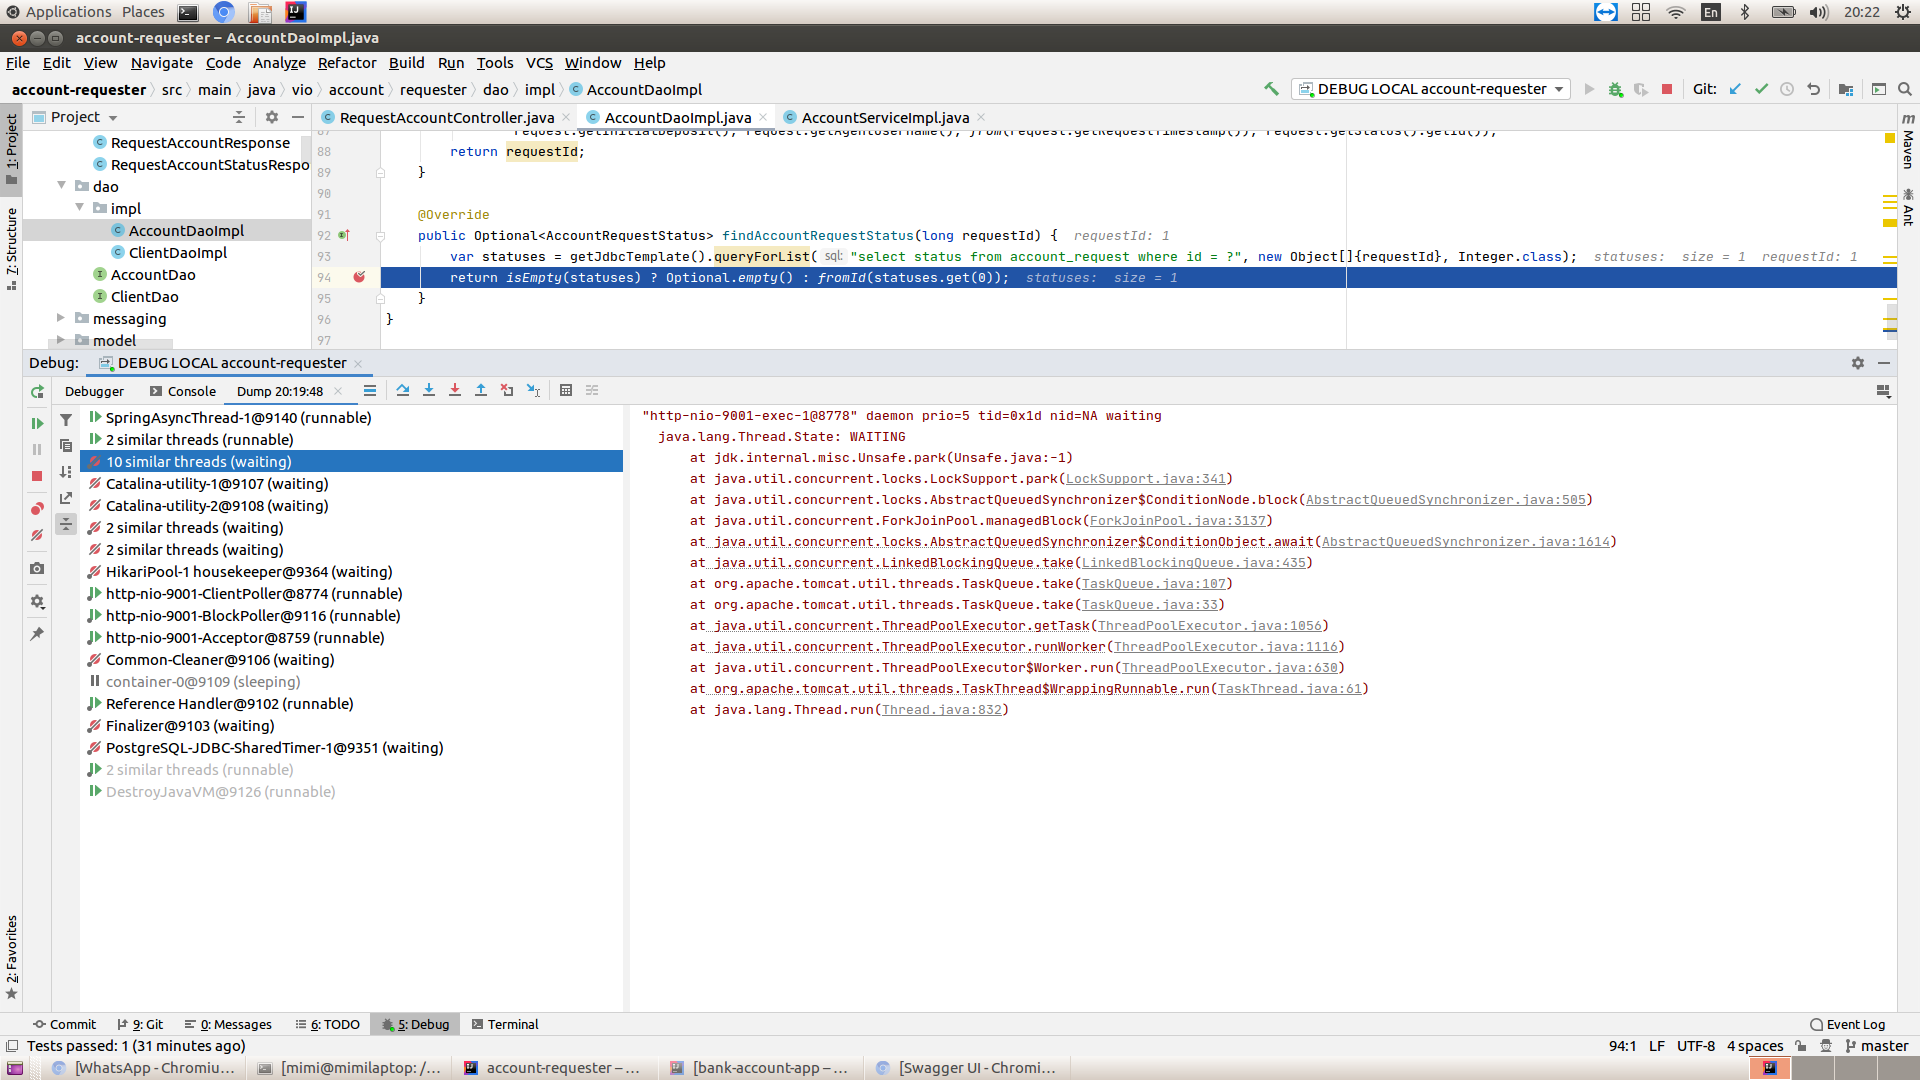 Applications Places En 20:22
account-requester – AccountDaoImpl.java
File Edit View Navigate Code Analyze Refactor Build Run Tools VCS Window Help
account-requester src main java vio account requester dao impl AccountDaoImpl DEBUG LOCAL account-requester Git:
Project
RequestAccountController.java AccountDaoImpl.java AccountServiceImpl.java
1: Project
7: Structure
2: Favorites
Maven
Ant
RequestAccountResponse
RequestAccountStatusRespo
dao
impl
AccountDaoImpl
ClientDaoImpl
AccountDao
ClientDao
messaging
model
87 request.getInitialDeposit(), request.getAgentUsername(), from(request.getRequestTimestamp()), request.getStatus().getId());
88 return requestId;
89 }
90
91 @Override
92 public Optional<AccountRequestStatus> findAccountRequestStatus(long requestId) { requestId: 1
93 var statuses = getJdbcTemplate().queryForList( sql: "select status from account_request where id = ?", new Object[]{requestId}, Integer.class); statuses: size = 1 requestId: 1
94 return isEmpty(statuses) ? Optional.empty() : fromId(statuses.get(0)); statuses: size = 1
95 }
96 }
97
Debug: DEBUG LOCAL account-requester
Debugger Console Dump 20:19:48
SpringAsyncThread-1@9140 (runnable)
2 similar threads (runnable)
10 similar threads (waiting)
Catalina-utility-1@9107 (waiting)
Catalina-utility-2@9108 (waiting)
2 similar threads (waiting)
2 similar threads (waiting)
HikariPool-1 housekeeper@9364 (waiting)
http-nio-9001-ClientPoller@8774 (runnable)
http-nio-9001-BlockPoller@9116 (runnable)
http-nio-9001-Acceptor@8759 (runnable)
Common-Cleaner@9106 (waiting)
container-0@9109 (sleeping)
Reference Handler@9102 (runnable)
Finalizer@9103 (waiting)
PostgreSQL-JDBC-SharedTimer-1@9351 (waiting)
2 similar threads (runnable)
DestroyJavaVM@9126 (runnable)
"http-nio-9001-exec-1@8778" daemon prio=5 tid=0x1d nid=NA waiting
java.lang.Thread.State: WAITING
at jdk.internal.misc.Unsafe.park(Unsafe.java:-1)
at java.util.concurrent.locks.LockSupport.park(LockSupport.java:341)
at java.util.concurrent.locks.AbstractQueuedSynchronizer$ConditionNode.block(AbstractQueuedSynchronizer.java:505)
at java.util.concurrent.ForkJoinPool.managedBlock(ForkJoinPool.java:3137)
at java.util.concurrent.locks.AbstractQueuedSynchronizer$ConditionObject.await(AbstractQueuedSynchronizer.java:1614)
at java.util.concurrent.LinkedBlockingQueue.take(LinkedBlockingQueue.java:435)
at org.apache.tomcat.util.threads.TaskQueue.take(TaskQueue.java:107)
at org.apache.tomcat.util.threads.TaskQueue.take(TaskQueue.java:33)
at java.util.concurrent.ThreadPoolExecutor.getTask(ThreadPoolExecutor.java:1056)
at java.util.concurrent.ThreadPoolExecutor.runWorker(ThreadPoolExecutor.java:1116)
at java.util.concurrent.ThreadPoolExecutor$Worker.run(ThreadPoolExecutor.java:630)
at org.apache.tomcat.util.threads.TaskThread$WrappingRunnable.run(TaskThread.java:61)
at java.lang.Thread.run(Thread.java:832)
Commit 9: Git 0: Messages 6: TODO 5: Debug Terminal Event Log
Tests passed: 1 (31 minutes ago) 94:1 LF UTF-8 4 spaces master
[WhatsApp - Chromiu... [mimi@mimilaptop: /... account-requester – ... [bank-account-app – ... [Swagger UI - Chromi...